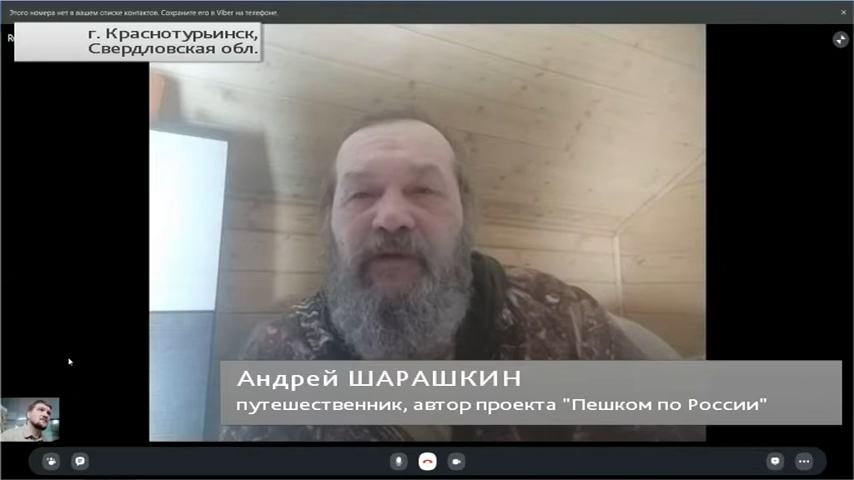 Этого номера нет в вашем списке контактов. Сохраните его в Viber на телефоне.
г. Краснотурьинск,
Свердловская обл.
Андрей ШАРАШКИН
путешественник, автор проекта "Пешком по России"